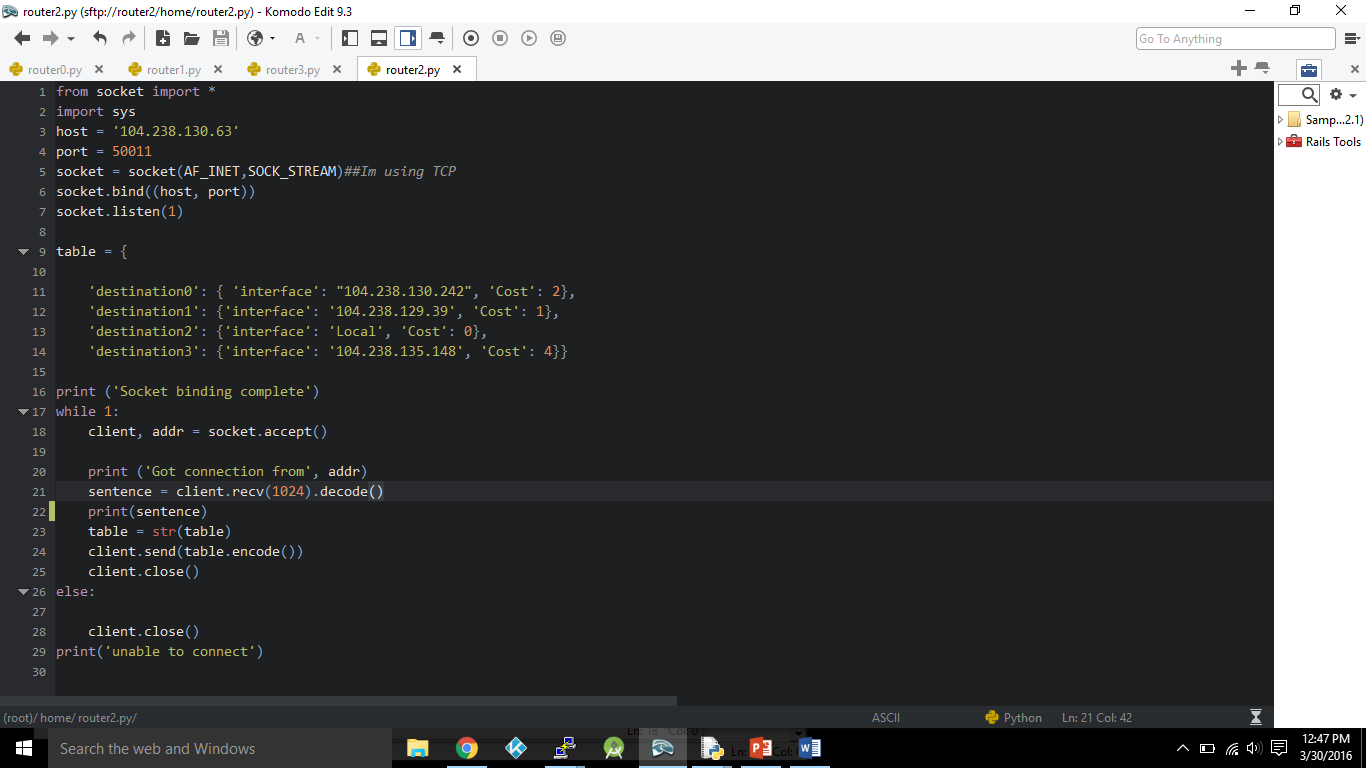 router2.py (sftp://router2/home/router2.py) - Komodo Edit 9.3
Go To Anything
router0.py router1.py router3.py router2.py
1 from socket import *
2 import sys
3 host = '104.238.130.63'
4 port = 50011
5 socket = socket(AF_INET,SOCK_STREAM)##Im using TCP
6 socket.bind((host, port))
7 socket.listen(1)
8
9 table = {
10
11     'destination0': { 'interface': "104.238.130.242", 'Cost': 2},
12     'destination1': {'interface': '104.238.129.39', 'Cost': 1},
13     'destination2': {'interface': 'Local', 'Cost': 0},
14     'destination3': {'interface': '104.238.135.148', 'Cost': 4}}
15
16 print ('Socket binding complete')
17 while 1:
18     client, addr = socket.accept()
19
20     print ('Got connection from', addr)
21     sentence = client.recv(1024).decode()
22     print(sentence)
23     table = str(table)
24     client.send(table.encode())
25     client.close()
26 else:
27
28     client.close()
29 print('unable to connect')
30
Samp...2.1)
Rails Tools
(root)/ home/ router2.py/ ASCII Python Ln: 21 Col: 42
Ln: 18 Col: 0
Search the web and Windows
12:47 PM
3/30/2016